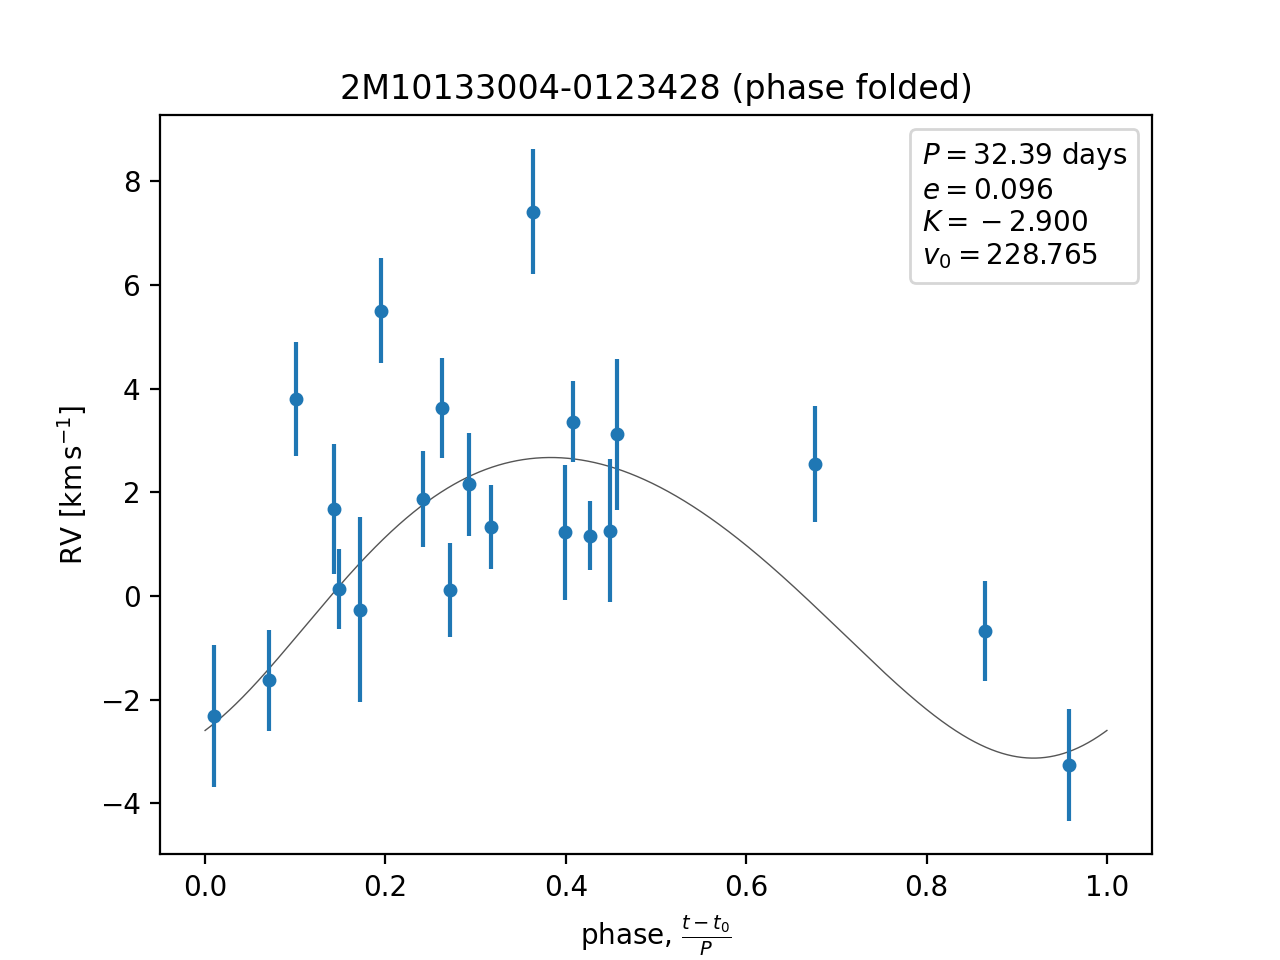 2M10133004-0123428 (phase folded)
P = 32.39 days
e = 0.096
K = −2.900
v₀ = 228.765
RV [km s⁻¹]
8
6
4
2
0
−2
−4
0.0 0.2 0.4 0.6 0.8 1.0
phase, (t − t₀)/P